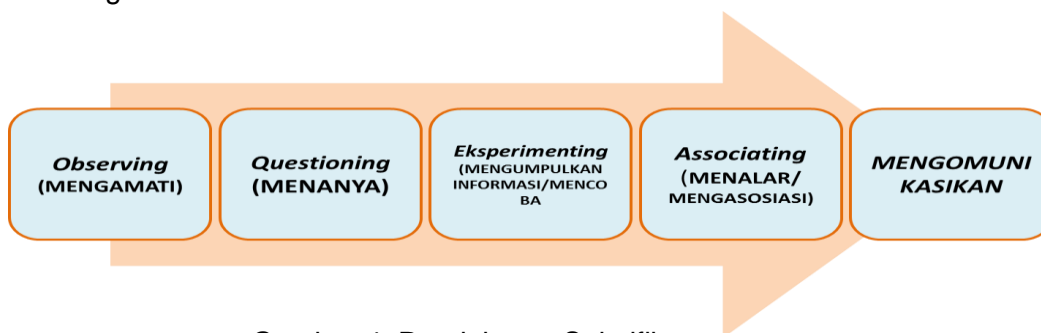 Observing
(MENGAMATI)
Questioning
(MENANYA)
Eksperimenting
(MENGUMPULKAN
INFORMASI/MENCO
BA
Associating
(MENALAR/
MENGASOSIASI)
MENGOMUNI
KASIKAN